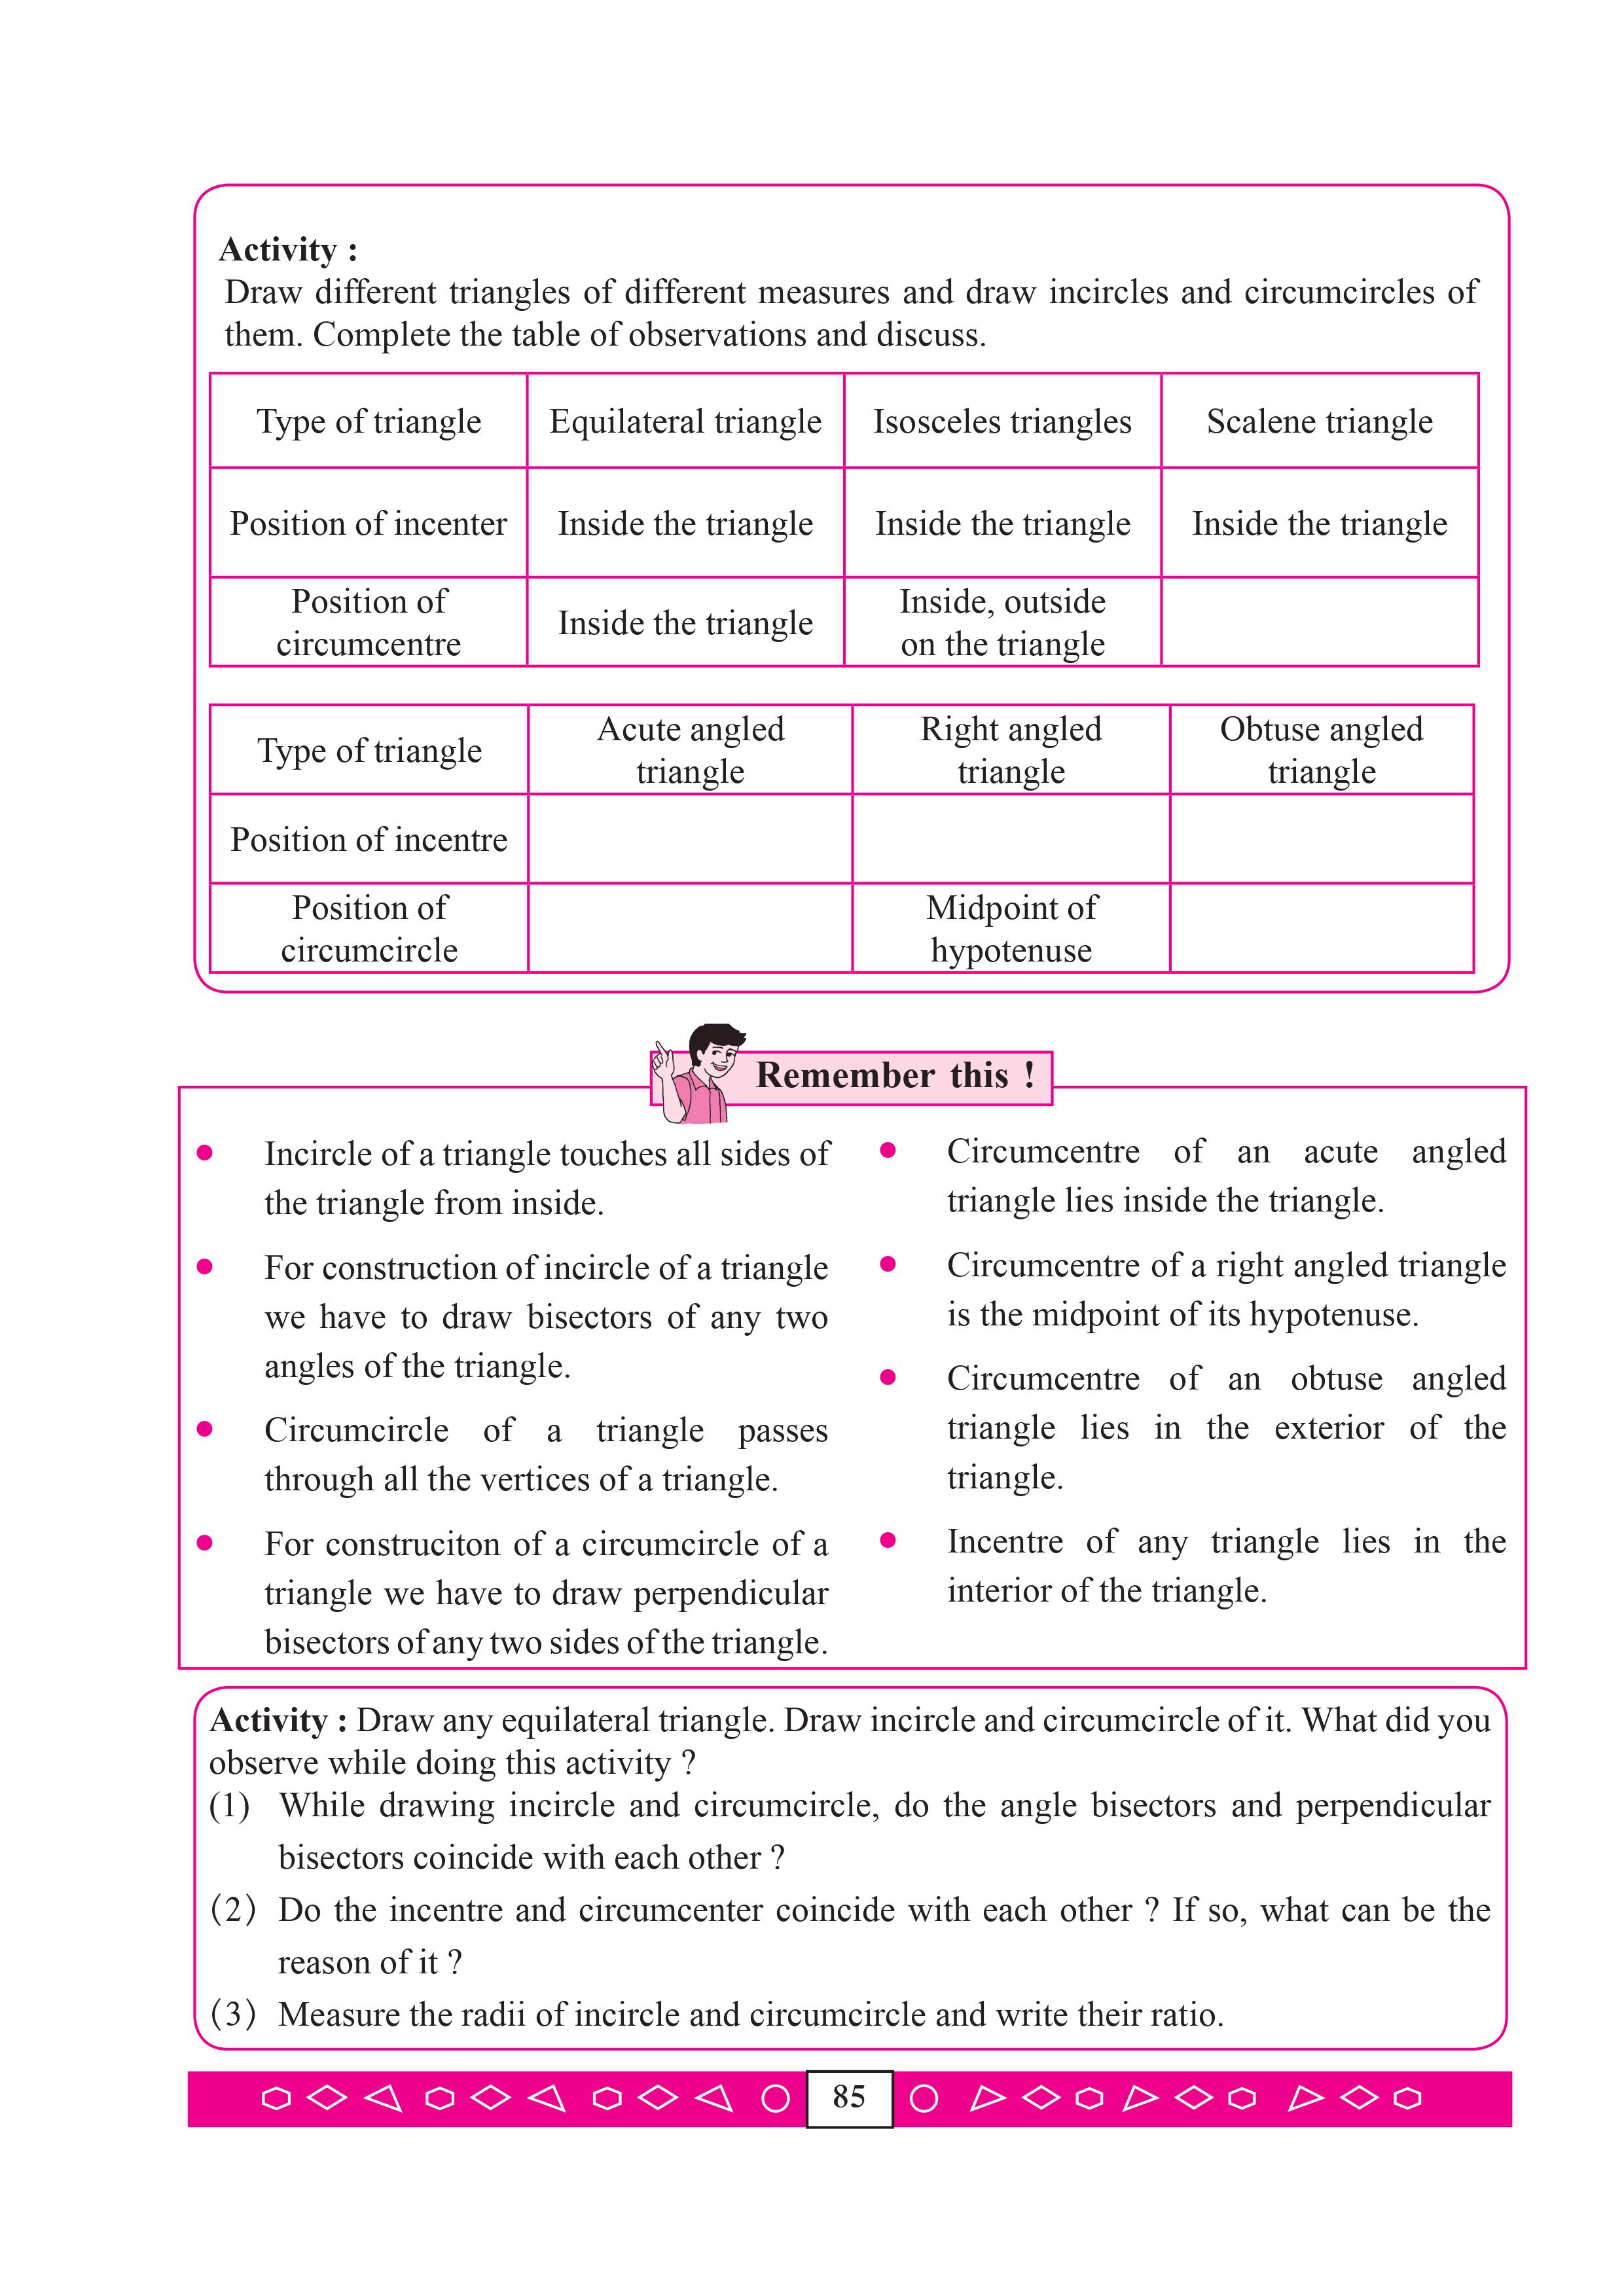 Activity :
Draw different triangles of different measures and draw incircles and circumcircles of
them. Complete the table of observations and discuss.
Type of triangle
Equilateral triangle
Isosceles triangles
Scalene triangle
Position of incenter
Inside the triangle
Inside the triangle
Inside the triangle
Position of
circumcentre
Inside the triangle
Inside, outside
on the triangle
Type of triangle
Acute angled
triangle
Right angled
triangle
Obtuse angled
triangle
Position of incentre
Position of
circumcircle
Midpoint of
hypotenuse
Remember this !
• Incircle of a triangle touches all sides of
the triangle from inside.
• For construction of incircle of a triangle
we have to draw bisectors of any two
angles of the triangle.
• Circumcircle of a triangle passes
through all the vertices of a triangle.
• For construciton of a circumcircle of a
triangle we have to draw perpendicular
bisectors of any two sides of the triangle.
• Circumcentre of an acute angled
triangle lies inside the triangle.
• Circumcentre of a right angled triangle
is the midpoint of its hypotenuse.
• Circumcentre of an obtuse angled
triangle lies in the exterior of the
triangle.
• Incentre of any triangle lies in the
interior of the triangle.
Activity : Draw any equilateral triangle. Draw incircle and circumcircle of it. What did you
observe while doing this activity ?
(1) While drawing incircle and circumcircle, do the angle bisectors and perpendicular
bisectors coincide with each other ?
(2) Do the incentre and circumcenter coincide with each other ? If so, what can be the
reason of it ?
(3) Measure the radii of incircle and circumcircle and write their ratio.
85